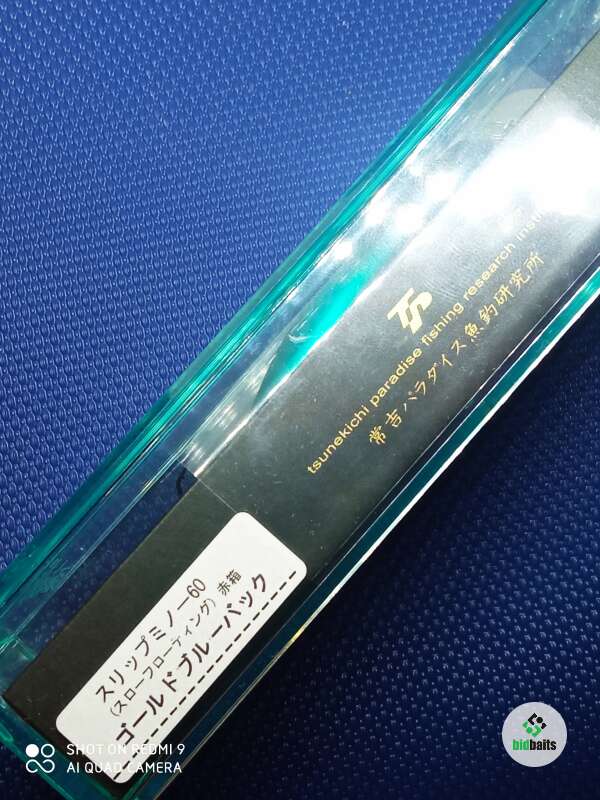 TSP
tsunekichi paradise fishing research
常吉パラダイス魚釣研究所
スリップミノー60
(スローフローティング) 赤箱
ゴールドブルーバック
SHOT ON REDMI 9
AI QUAD CAMERA
bidbaits